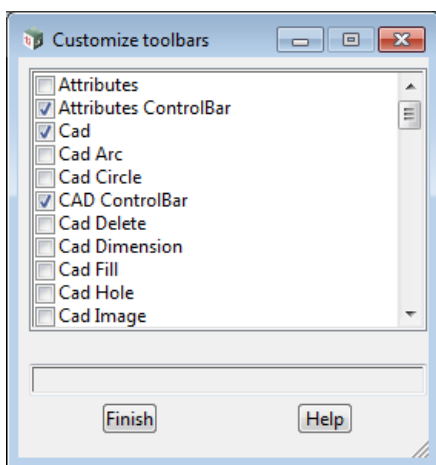 Customize toolbars
Attributes
Attributes ControlBar
Cad
Cad Arc
Cad Circle
CAD ControlBar
Cad Delete
Cad Dimension
Cad Fill
Cad Hole
Cad Image
Finish Help